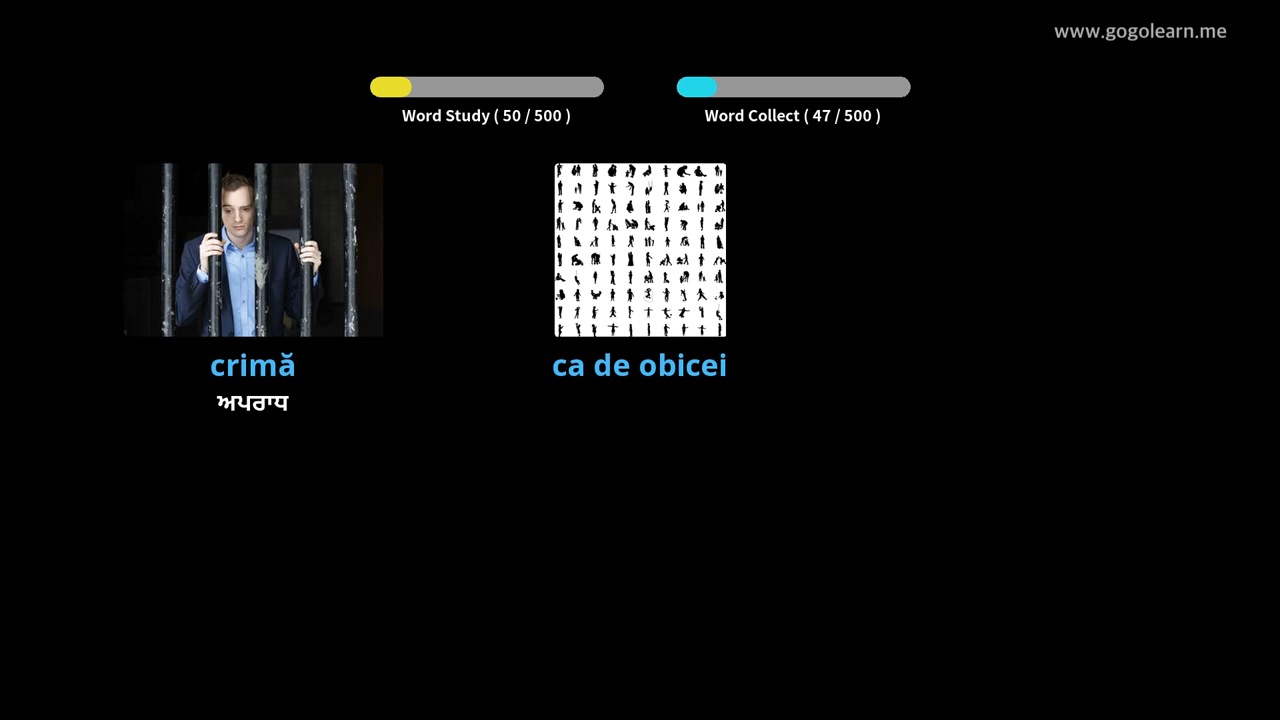 www.gogolearn.me
Word Study ( 50 / 500 )
Word Collect ( 47 / 500 )
crimă
ca de obicei
ਅਪਰਾਧ